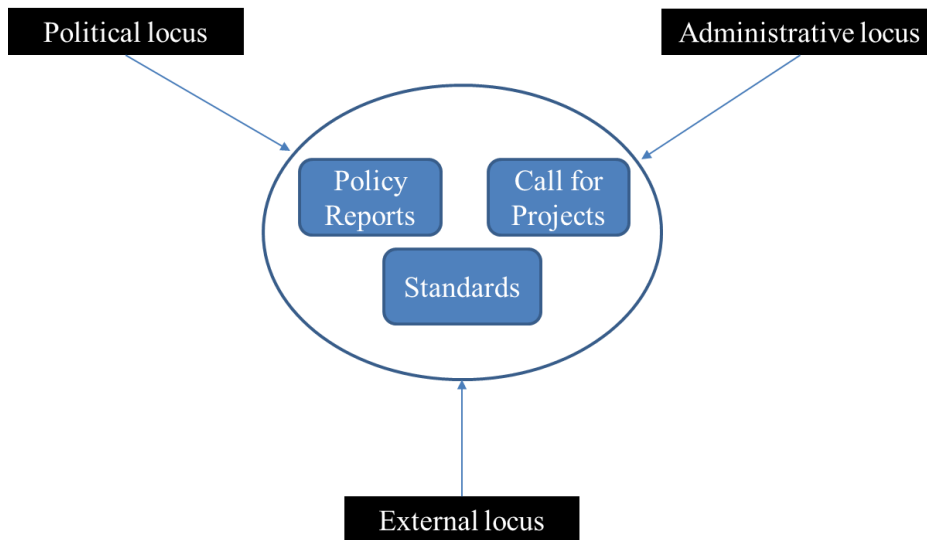 Political locus
Administrative locus
Policy
Reports
Call for
Projects
Standards
External locus